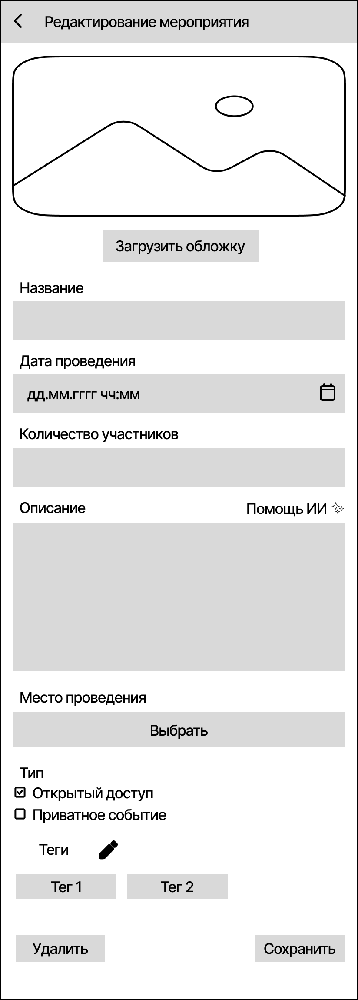 Редактирование мероприятия
Загрузить обложку
Название
Дата проведения
дд.мм.гггг чч:мм
Количество участников
Описание
Помощь ИИ
Место проведения
Выбрать
Тип
Открытый доступ
Приватное событие
Теги
Тег 1
Тег 2
Удалить
Сохранить